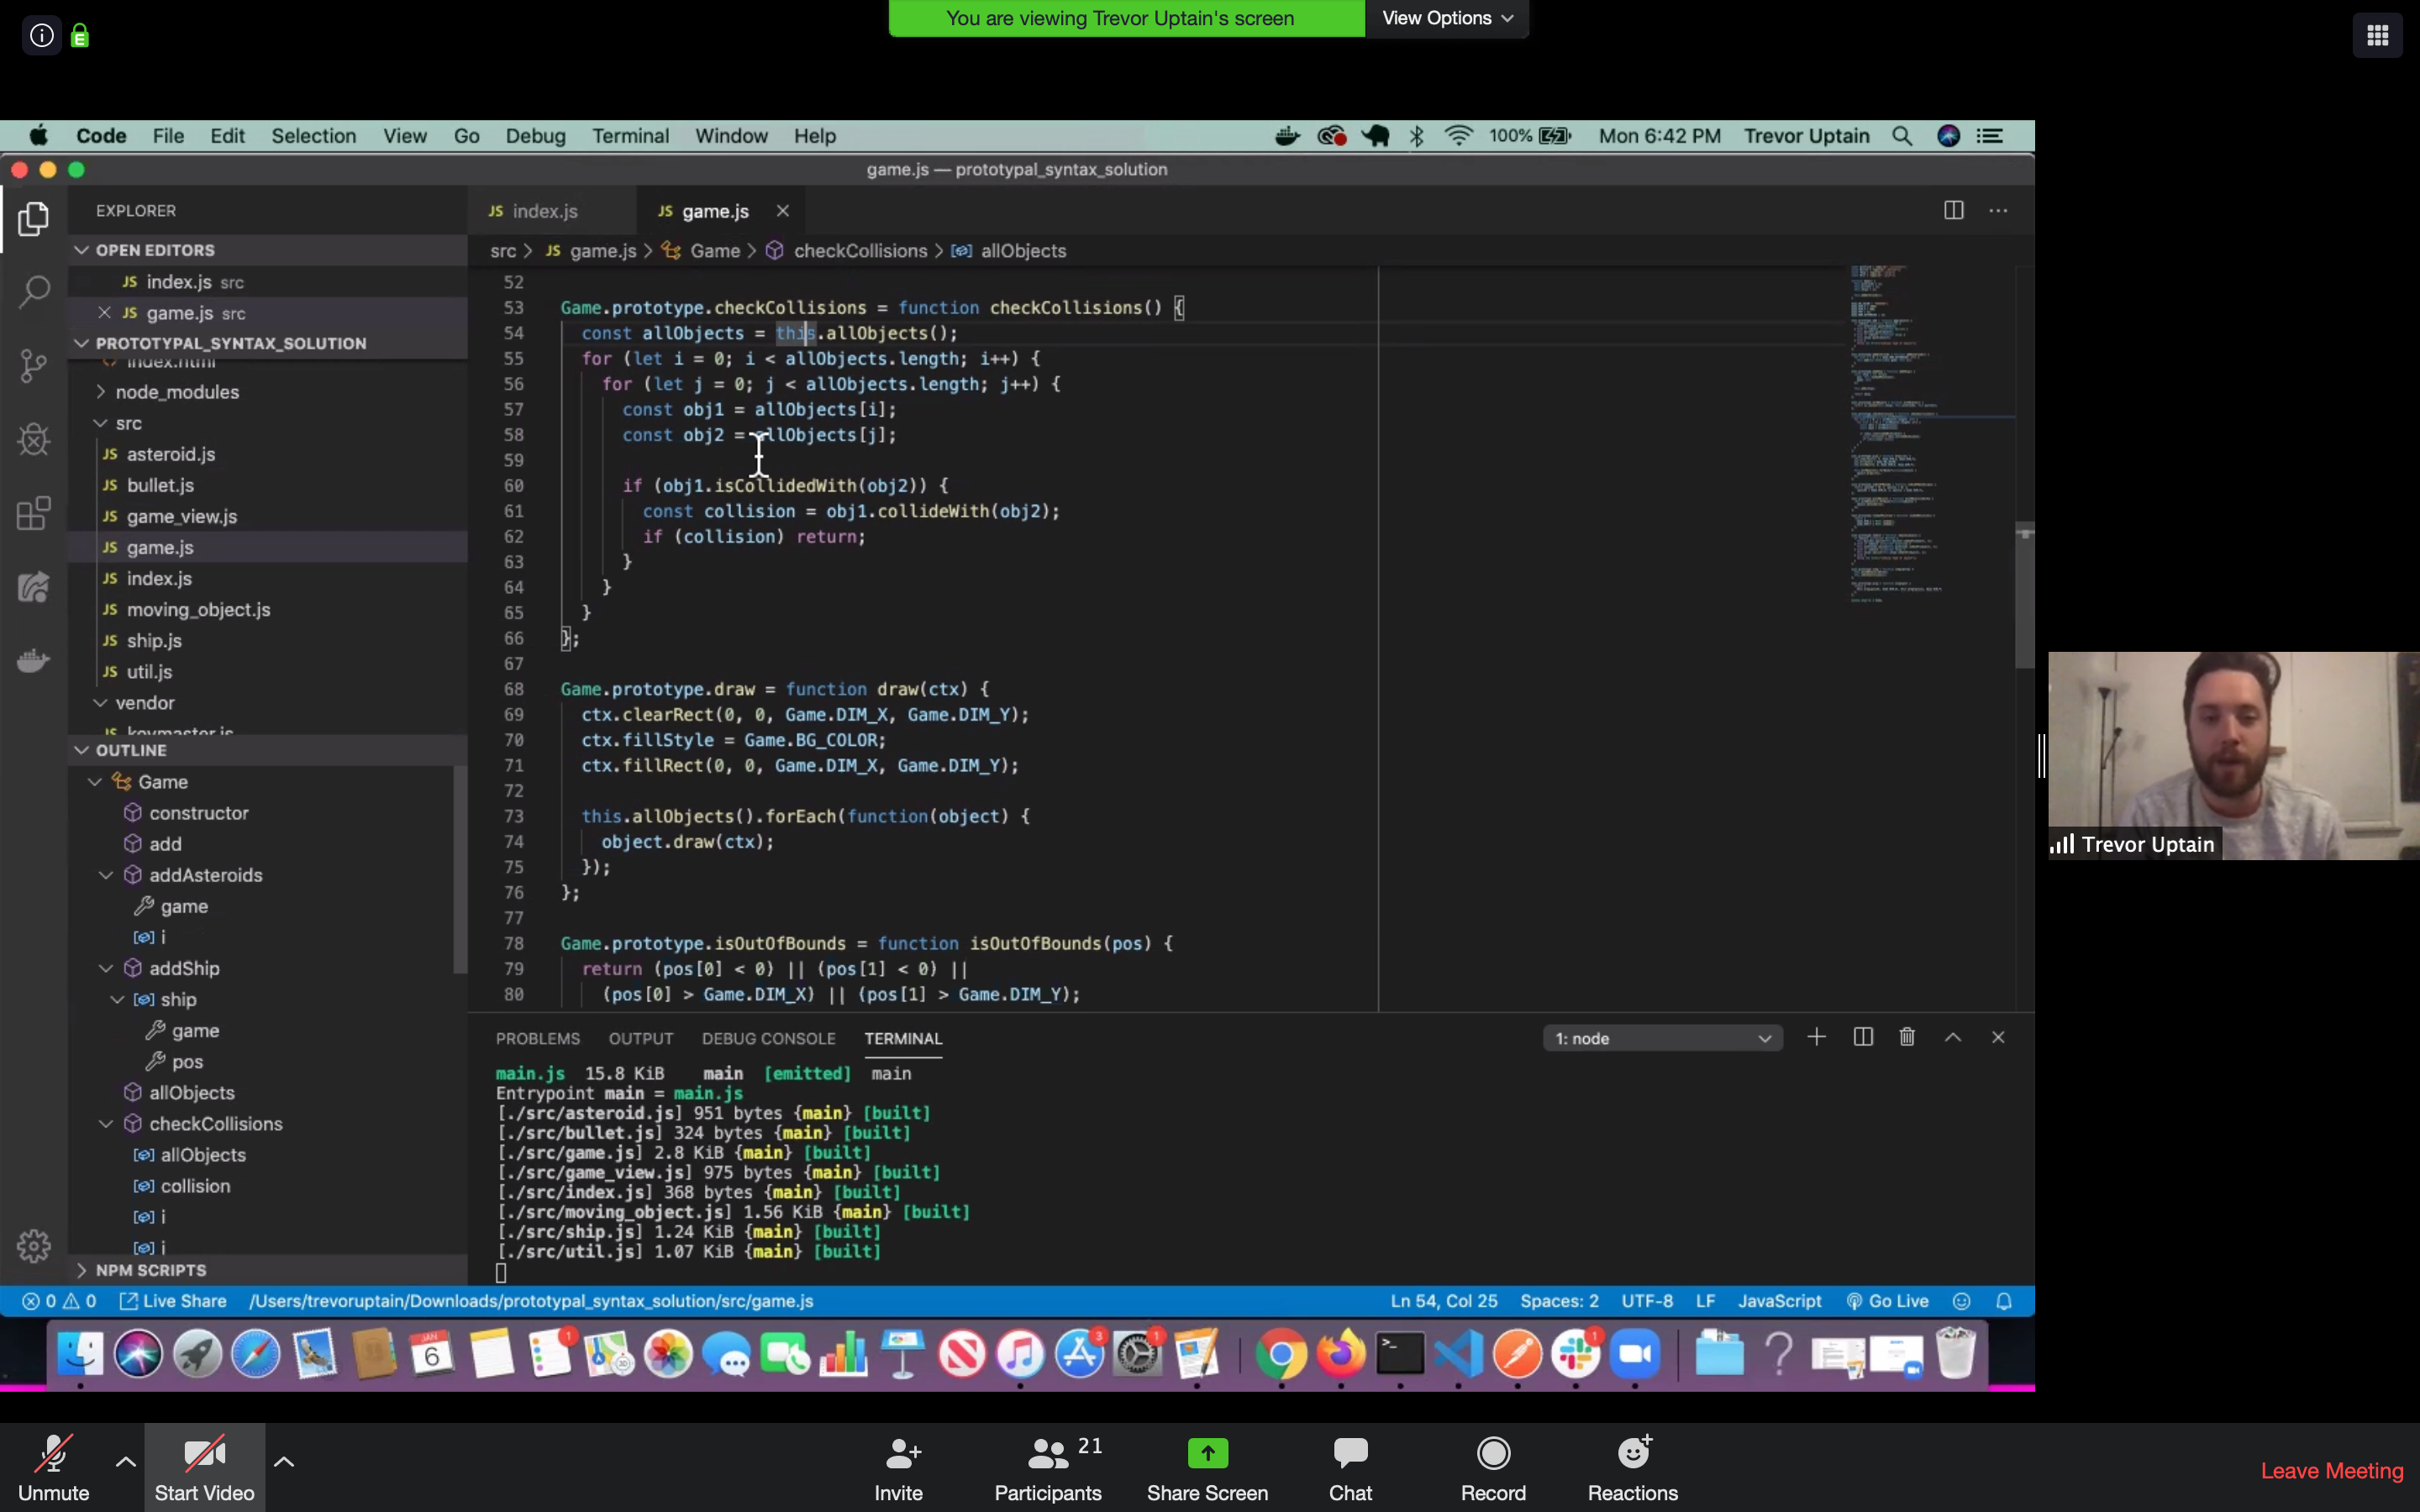 You are viewing Trevor Uptain's screen
View Options
Code File Edit Selection View Go Debug Terminal Window Help
100% Mon 6:42 PM Trevor Uptain
game.js — prototypal_syntax_solution
EXPLORER
JS index.js
JS game.js
OPEN EDITORS
JS index.js src
JS game.js src
PROTOTYPAL_SYNTAX_SOLUTION
index.html
node_modules
src
JS asteroid.js
JS bullet.js
JS game_view.js
JS game.js
JS index.js
JS moving_object.js
JS ship.js
JS util.js
vendor
JS keymaster.js
OUTLINE
Game
constructor
add
addAsteroids
game
i
addShip
ship
game
pos
allObjects
checkCollisions
allObjects
collision
i
i
NPM SCRIPTS
src > JS game.js > Game > checkCollisions > allObjects
52
53 Game.prototype.checkCollisions = function checkCollisions() {
54 const allObjects = this.allObjects();
55 for (let i = 0; i < allObjects.length; i++) {
56 for (let j = 0; j < allObjects.length; j++) {
57 const obj1 = allObjects[i];
58 const obj2 = allObjects[j];
59
60 if (obj1.isCollidedWith(obj2)) {
61 const collision = obj1.collideWith(obj2);
62 if (collision) return;
63 }
64 }
65 }
66 };
67
68 Game.prototype.draw = function draw(ctx) {
69 ctx.clearRect(0, 0, Game.DIM_X, Game.DIM_Y);
70 ctx.fillStyle = Game.BG_COLOR;
71 ctx.fillRect(0, 0, Game.DIM_X, Game.DIM_Y);
72
73 this.allObjects().forEach(function(object) {
74 object.draw(ctx);
75 });
76 };
77
78 Game.prototype.isOutOfBounds = function isOutOfBounds(pos) {
79 return (pos[0] < 0) || (pos[1] < 0) ||
80 (pos[0] > Game.DIM_X) || (pos[1] > Game.DIM_Y);
PROBLEMS OUTPUT DEBUG CONSOLE TERMINAL
1: node
main.js 15.8 KiB main [emitted] main
Entrypoint main = main.js
[./src/asteroid.js] 951 bytes {main} [built]
[./src/bullet.js] 324 bytes {main} [built]
[./src/game.js] 2.8 KiB {main} [built]
[./src/game_view.js] 975 bytes {main} [built]
[./src/index.js] 368 bytes {main} [built]
[./src/moving_object.js] 1.56 KiB {main} [built]
[./src/ship.js] 1.24 KiB {main} [built]
[./src/util.js] 1.07 KiB {main} [built]
0 0 Live Share /Users/trevoruptain/Downloads/prototypal_syntax_solution/src/game.js
Ln 54, Col 25 Spaces: 2 UTF-8 LF JavaScript Go Live
Trevor Uptain
JAN
6
1
3
1
1
Unmute
Start Video
Invite
21
Participants
Share Screen
Chat
Record
Reactions
Leave Meeting